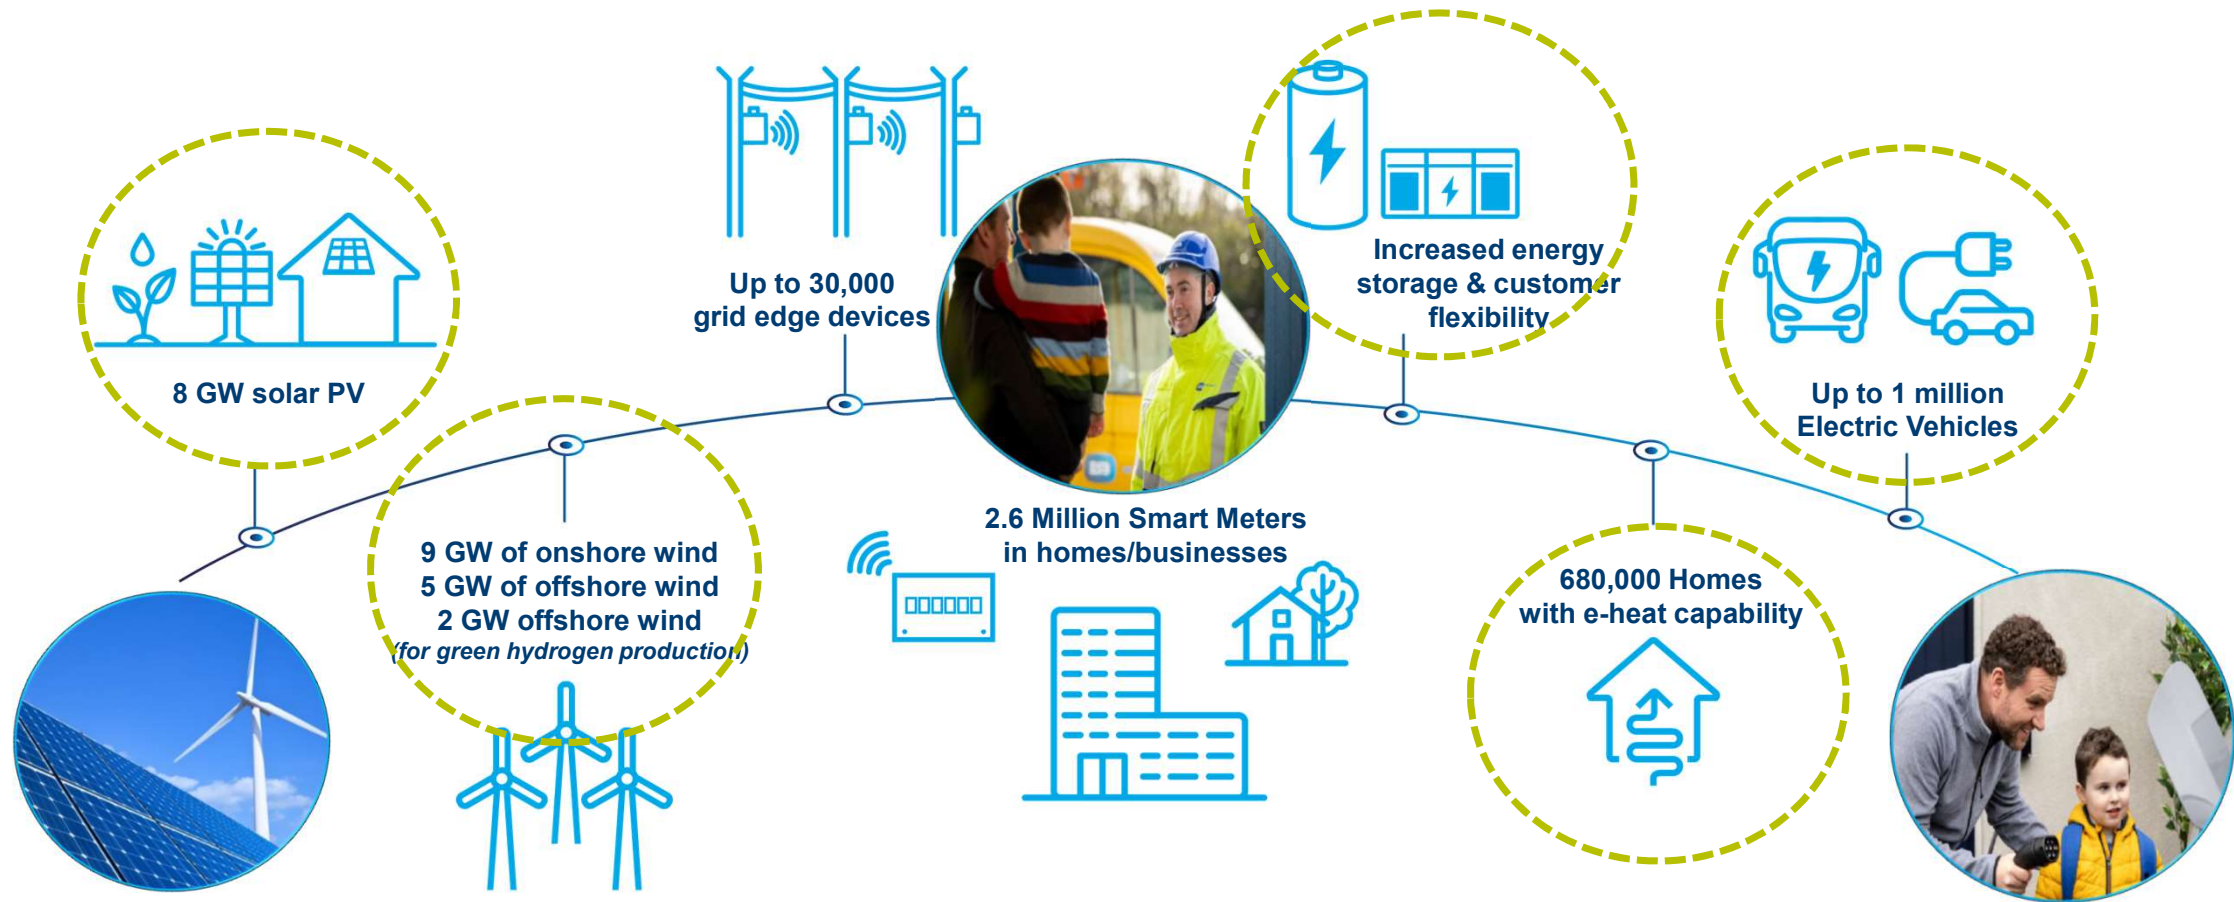 8 GW solar PV
9 GW of onshore wind
5 GW of offshore wind
2 GW offshore wind
(for green hydrogen production)
Up to 30,000
grid edge devices
2.6 Million Smart Meters
in homes/businesses
Increased energy
storage & customer
flexibility
680,000 Homes
with e-heat capability
Up to 1 million
Electric Vehicles